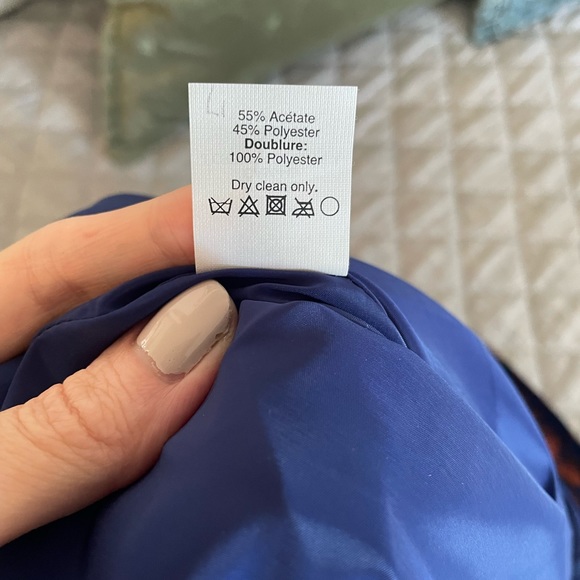 55% Acétate
45% Polyester
Doublure:
100% Polyester
Dry clean only.